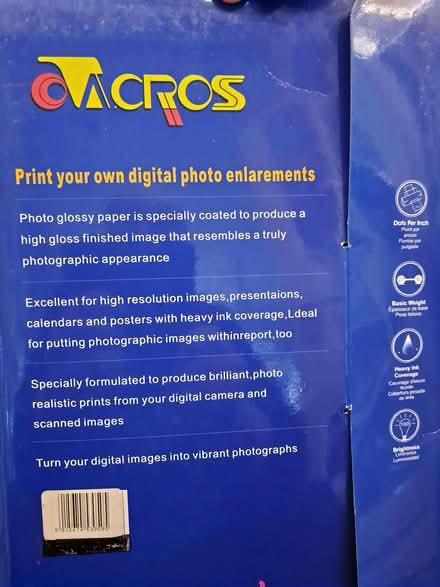 ACROS
Print your own digital photo enlarements
Photo glossy paper is specially coated to produce a
high gloss finished image that resembles a truly
photographic appearance
Excellent for high resolution images,presentaions,
calendars and posters with heavy ink coverage,Ldeal
for putting photographic images withinreport,too
Specially formulated to produce brilliant,photo
realistic prints from your digital camera and
scanned images
Turn your digital images into vibrant photographs
Dots Per Inch
Basic Weight
Heavy Ink
Coverage
Brightness
Luminosidad